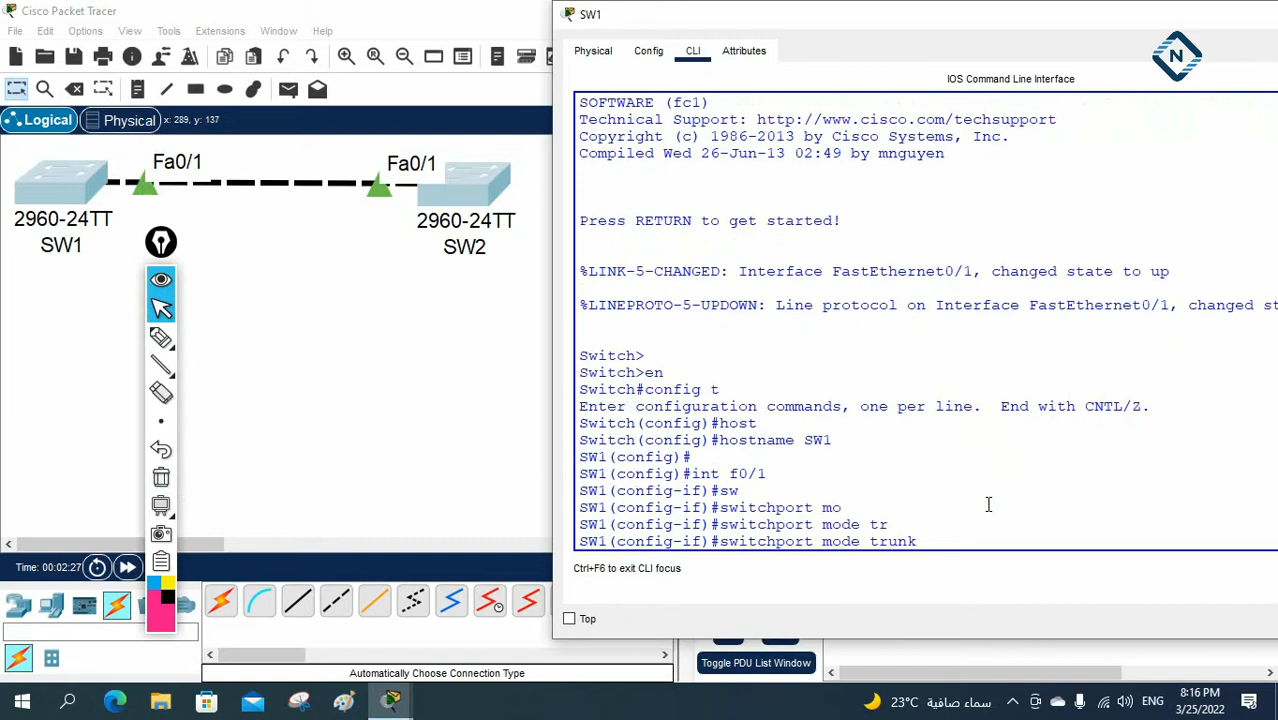 Cisco Packet Tracer
File Edit Options View Tools Extensions Window Help
Logical Physical x: 289, y: 137
Fa0/1 Fa0/1
2960-24TT 2960-24TT
SW1 SW2
Time: 00:02:27
Automatically Choose Connection Type
SW1
Physical Config CLI Attributes
N
IOS Command Line Interface
SOFTWARE (fc1)
Technical Support: http://www.cisco.com/techsupport
Copyright (c) 1986-2013 by Cisco Systems, Inc.
Compiled Wed 26-Jun-13 02:49 by mnguyen
Press RETURN to get started!
%LINK-5-CHANGED: Interface FastEthernet0/1, changed state to up
%LINEPROTO-5-UPDOWN: Line protocol on Interface FastEthernet0/1, changed st
Switch>
Switch>en
Switch#config t
Enter configuration commands, one per line.  End with CNTL/Z.
Switch(config)#host
Switch(config)#hostname SW1
SW1(config)#
SW1(config)#int f0/1
SW1(config-if)#sw
SW1(config-if)#switchport mo
SW1(config-if)#switchport mode tr
SW1(config-if)#switchport mode trunk
Ctrl+F6 to exit CLI focus
Top
Toggle PDU List Window
23°C سماء صافية
ENG
8:16 PM
3/25/2022